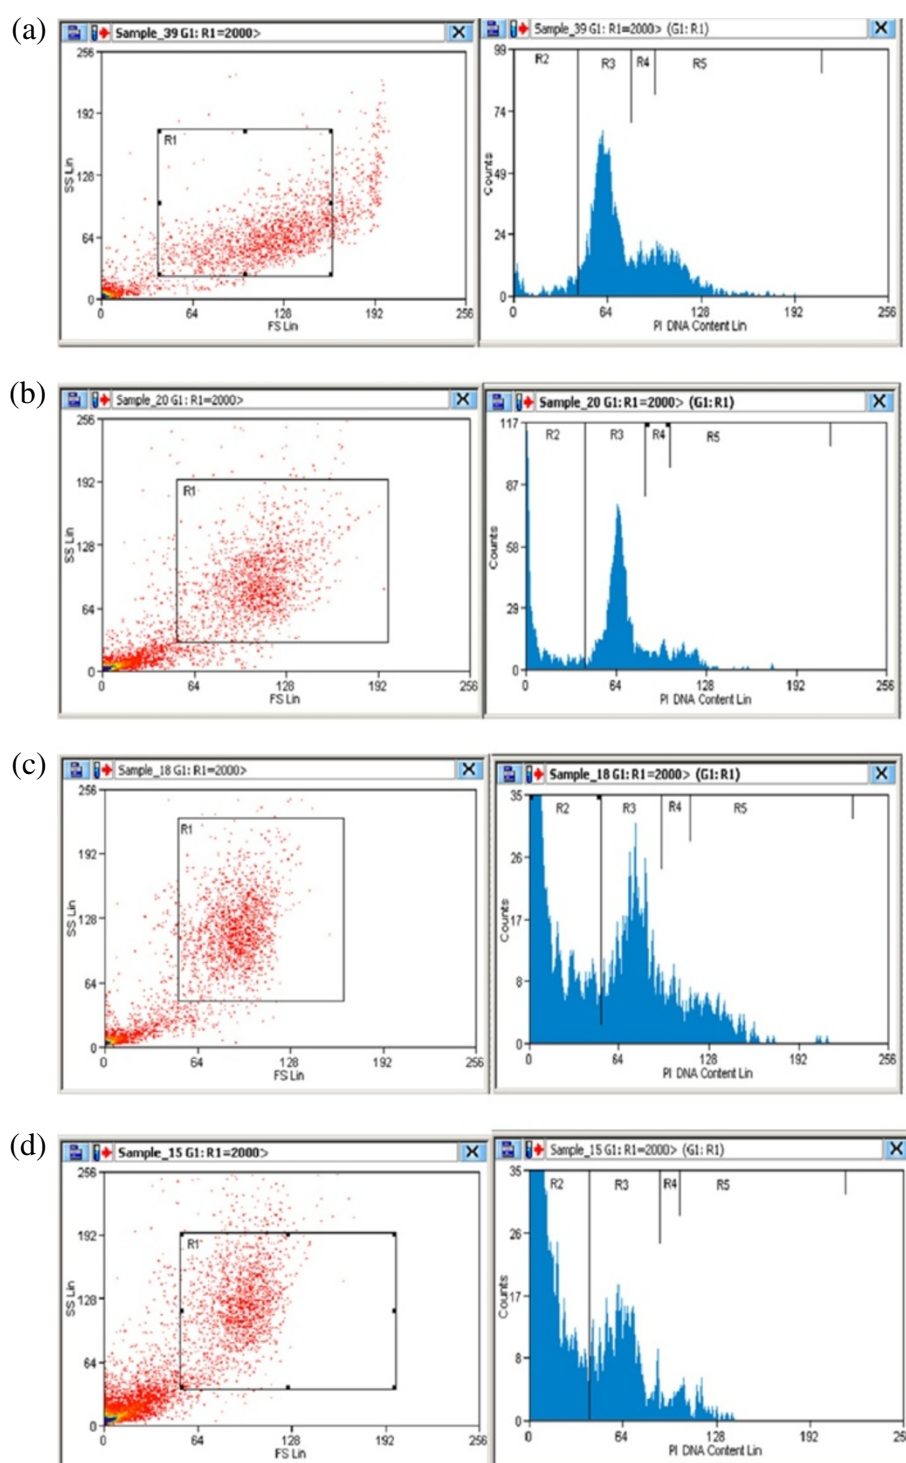 (a)
Sample_39 G1: R1=2000>
256
192
128
64
0
SS Lin
R1
0 64 128 192 256
FS Lin
Sample_39 G1: R1=2000> (G1: R1)
99
74
49
24
0
Counts
R2 R3 R4 R5
0 64 128 192 256
PI DNA Content Lin
(b)
Sample_20 G1: R1=2000>
256
192
128
64
0
SS Lin
R1
0 64 128 192 256
FS Lin
Sample_20 G1: R1=2000> (G1: R1)
117
87
58
29
0
Counts
R2 R3 R4 R5
0 64 128 192 256
PI DNA Content Lin
(c)
Sample_18 G1: R1=2000>
256
192
128
64
0
SS Lin
R1
0 64 128 192 256
FS Lin
Sample_18 G1: R1=2000> (G1: R1)
35
26
17
8
0
Counts
R2 R3 R4 R5
0 64 128 192 256
PI DNA Content Lin
(d)
Sample_15 G1: R1=2000>
256
192
128
64
0
SS Lin
R1
0 64 128 192 256
FS Lin
Sample_15 G1: R1=2000> (G1: R1)
35
26
17
8
0
Counts
R2 R3 R4 R5
0 64 128 192 256
PI DNA Content Lin